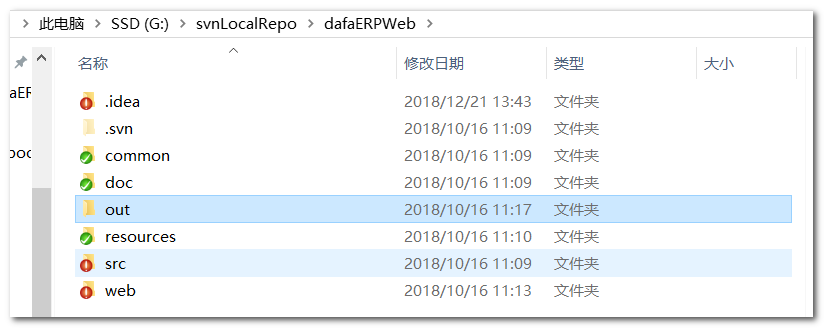 此电脑 > SSD (G:) > svnLocalRepo > dafaERPWeb >
名称 修改日期 类型 大小
.idea 2018/12/21 13:43 文件夹
.svn 2018/10/16 11:09 文件夹
common 2018/10/16 11:09 文件夹
doc 2018/10/16 11:09 文件夹
out 2018/10/16 11:17 文件夹
resources 2018/10/16 11:10 文件夹
src 2018/10/16 11:09 文件夹
web 2018/10/16 11:13 文件夹